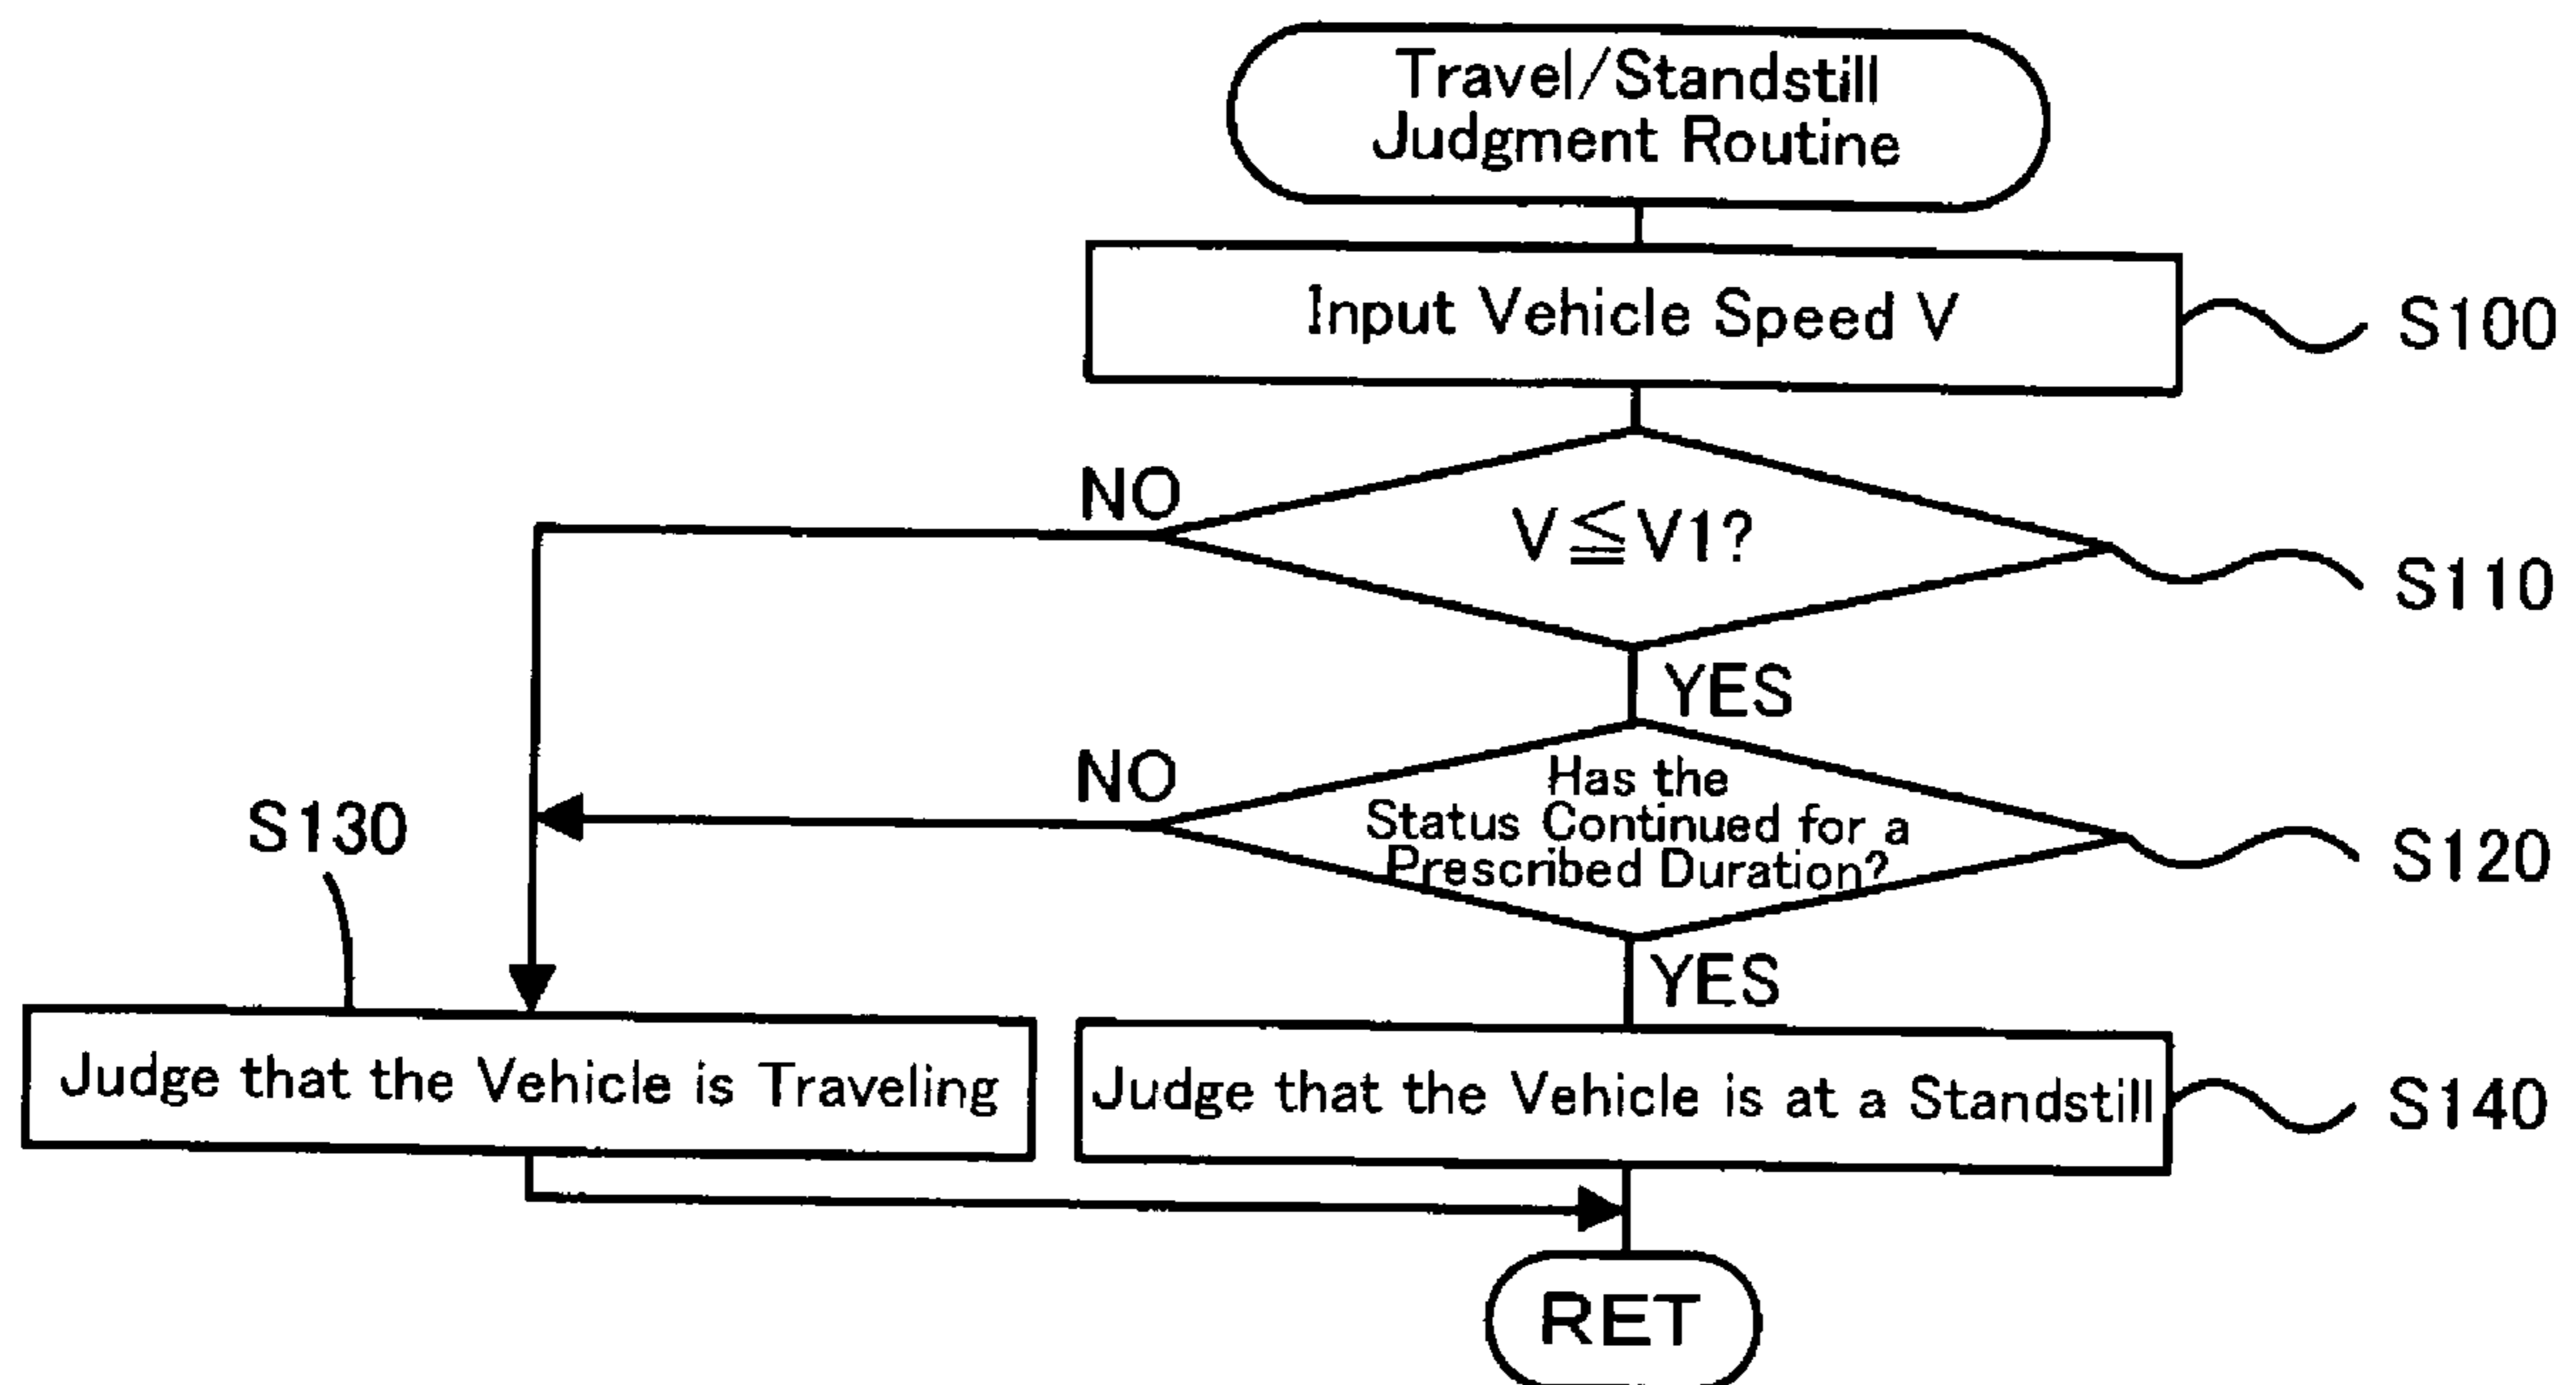 Travel/Standstill
Judgment Routine
Input Vehicle Speed V
S100
NO
V≦V1?
S110
YES
NO
Has the
Status Continued for a
Prescribed Duration?
S120
S130
YES
Judge that the Vehicle is Traveling
Judge that the Vehicle is at a Standstill
S140
RET